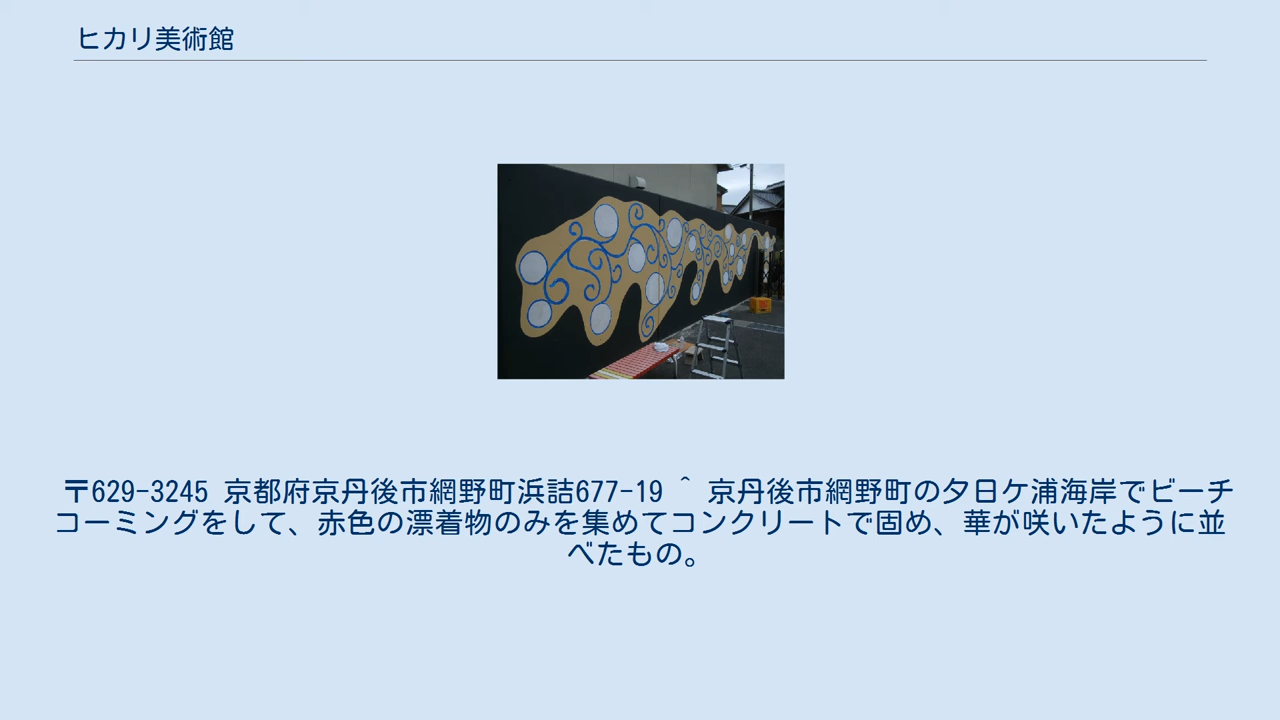 ヒカリ美術館
〒629-3245 京都府京丹後市網野町浜詰677-19 ^ 京丹後市網野町の夕日ケ浦海岸でビーチ
コーミングをして、赤色の漂着物のみを集めてコンクリートで固め、華が咲いたように並
べたもの。